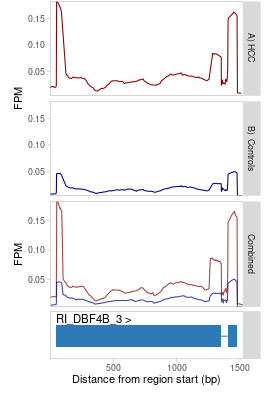 0.15
0.10
0.05
FPM
A) HCC
0.15
0.10
0.05
B) Controls
0.15
0.10
0.05
FPM
Combined
RI_DBF4B_3 >
500
1000
1500
Distance from region start (bp)